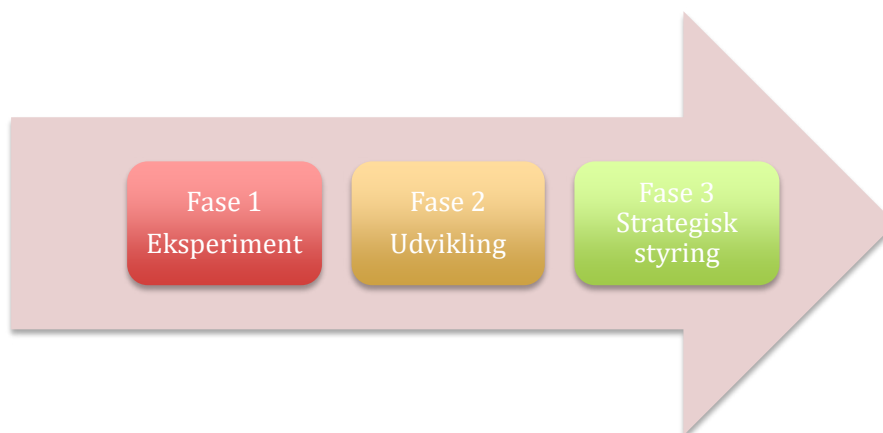 Fase 1
Eksperiment
Fase 2
Udvikling
Fase 3
Strategisk
styring